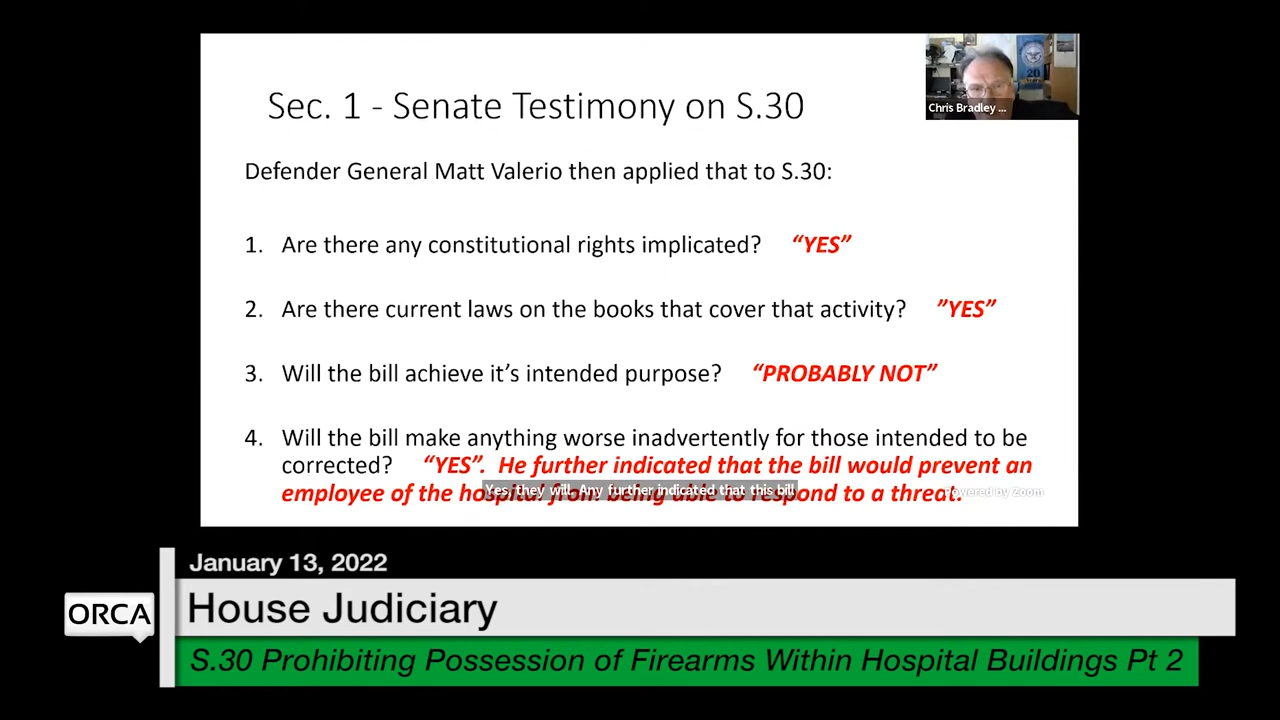 Chris Bradley ...
20
Sec. 1 - Senate Testimony on S.30
Defender General Matt Valerio then applied that to S.30:
1. Are there any constitutional rights implicated? “YES”
2. Are there current laws on the books that cover that activity? ”YES”
3. Will the bill achieve it’s intended purpose? “PROBABLY NOT”
4. Will the bill make anything worse inadvertently for those intended to be
corrected? “YES”. He further indicated that the bill would prevent an
employee of the hospital from being able to respond to a threat.
Yes, they will. Any further indicated that this bill
Powered by Zoom
January 13, 2022
ORCA
House Judiciary
S.30 Prohibiting Possession of Firearms Within Hospital Buildings Pt 2